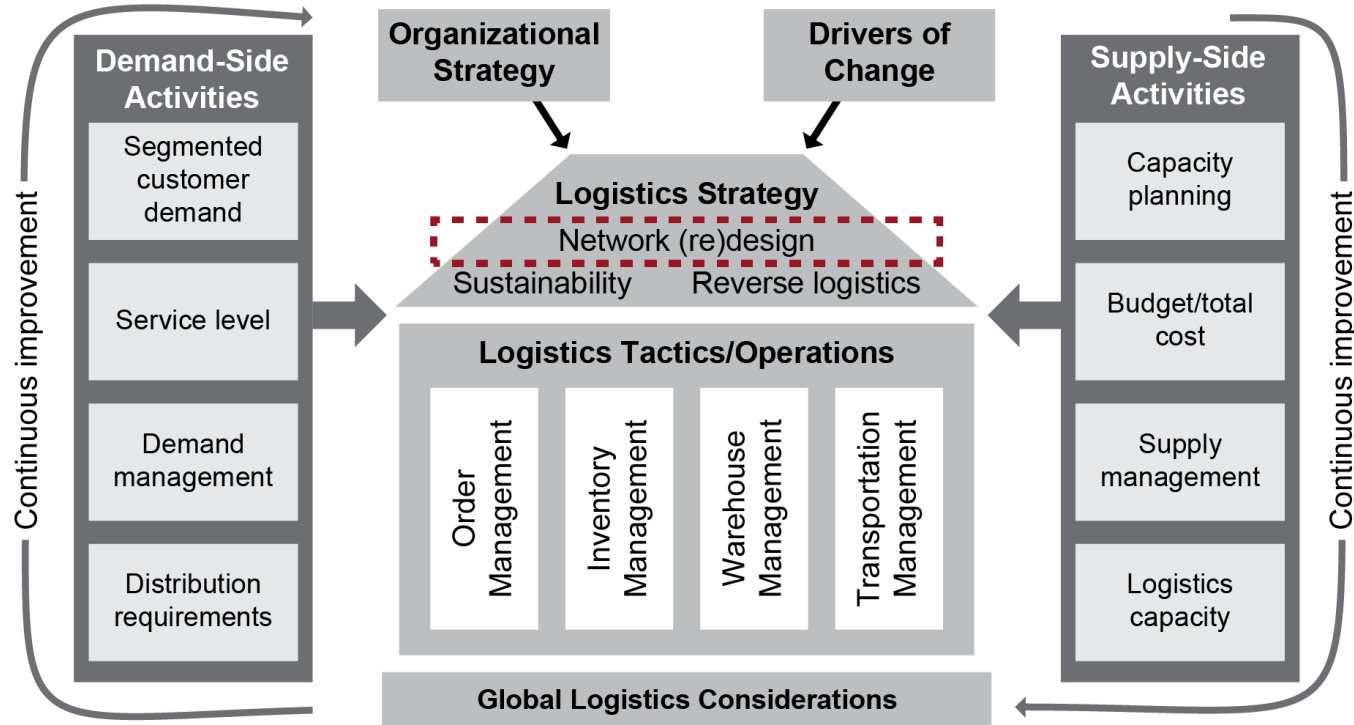 Continuous improvement
Demand-Side
Activities
Segmented
customer
demand
Service level
Demand
management
Distribution
requirements
Organizational
Strategy
Drivers of
Change
Logistics Strategy
Network (re)design
Sustainability
Reverse logistics
Logistics Tactics/Operations
Order
Management
Inventory
Management
Warehouse
Management
Transportation
Management
Global Logistics Considerations
Supply-Side
Activities
Capacity
planning
Budget/total
cost
Supply
management
Logistics
capacity
Continuous improvement